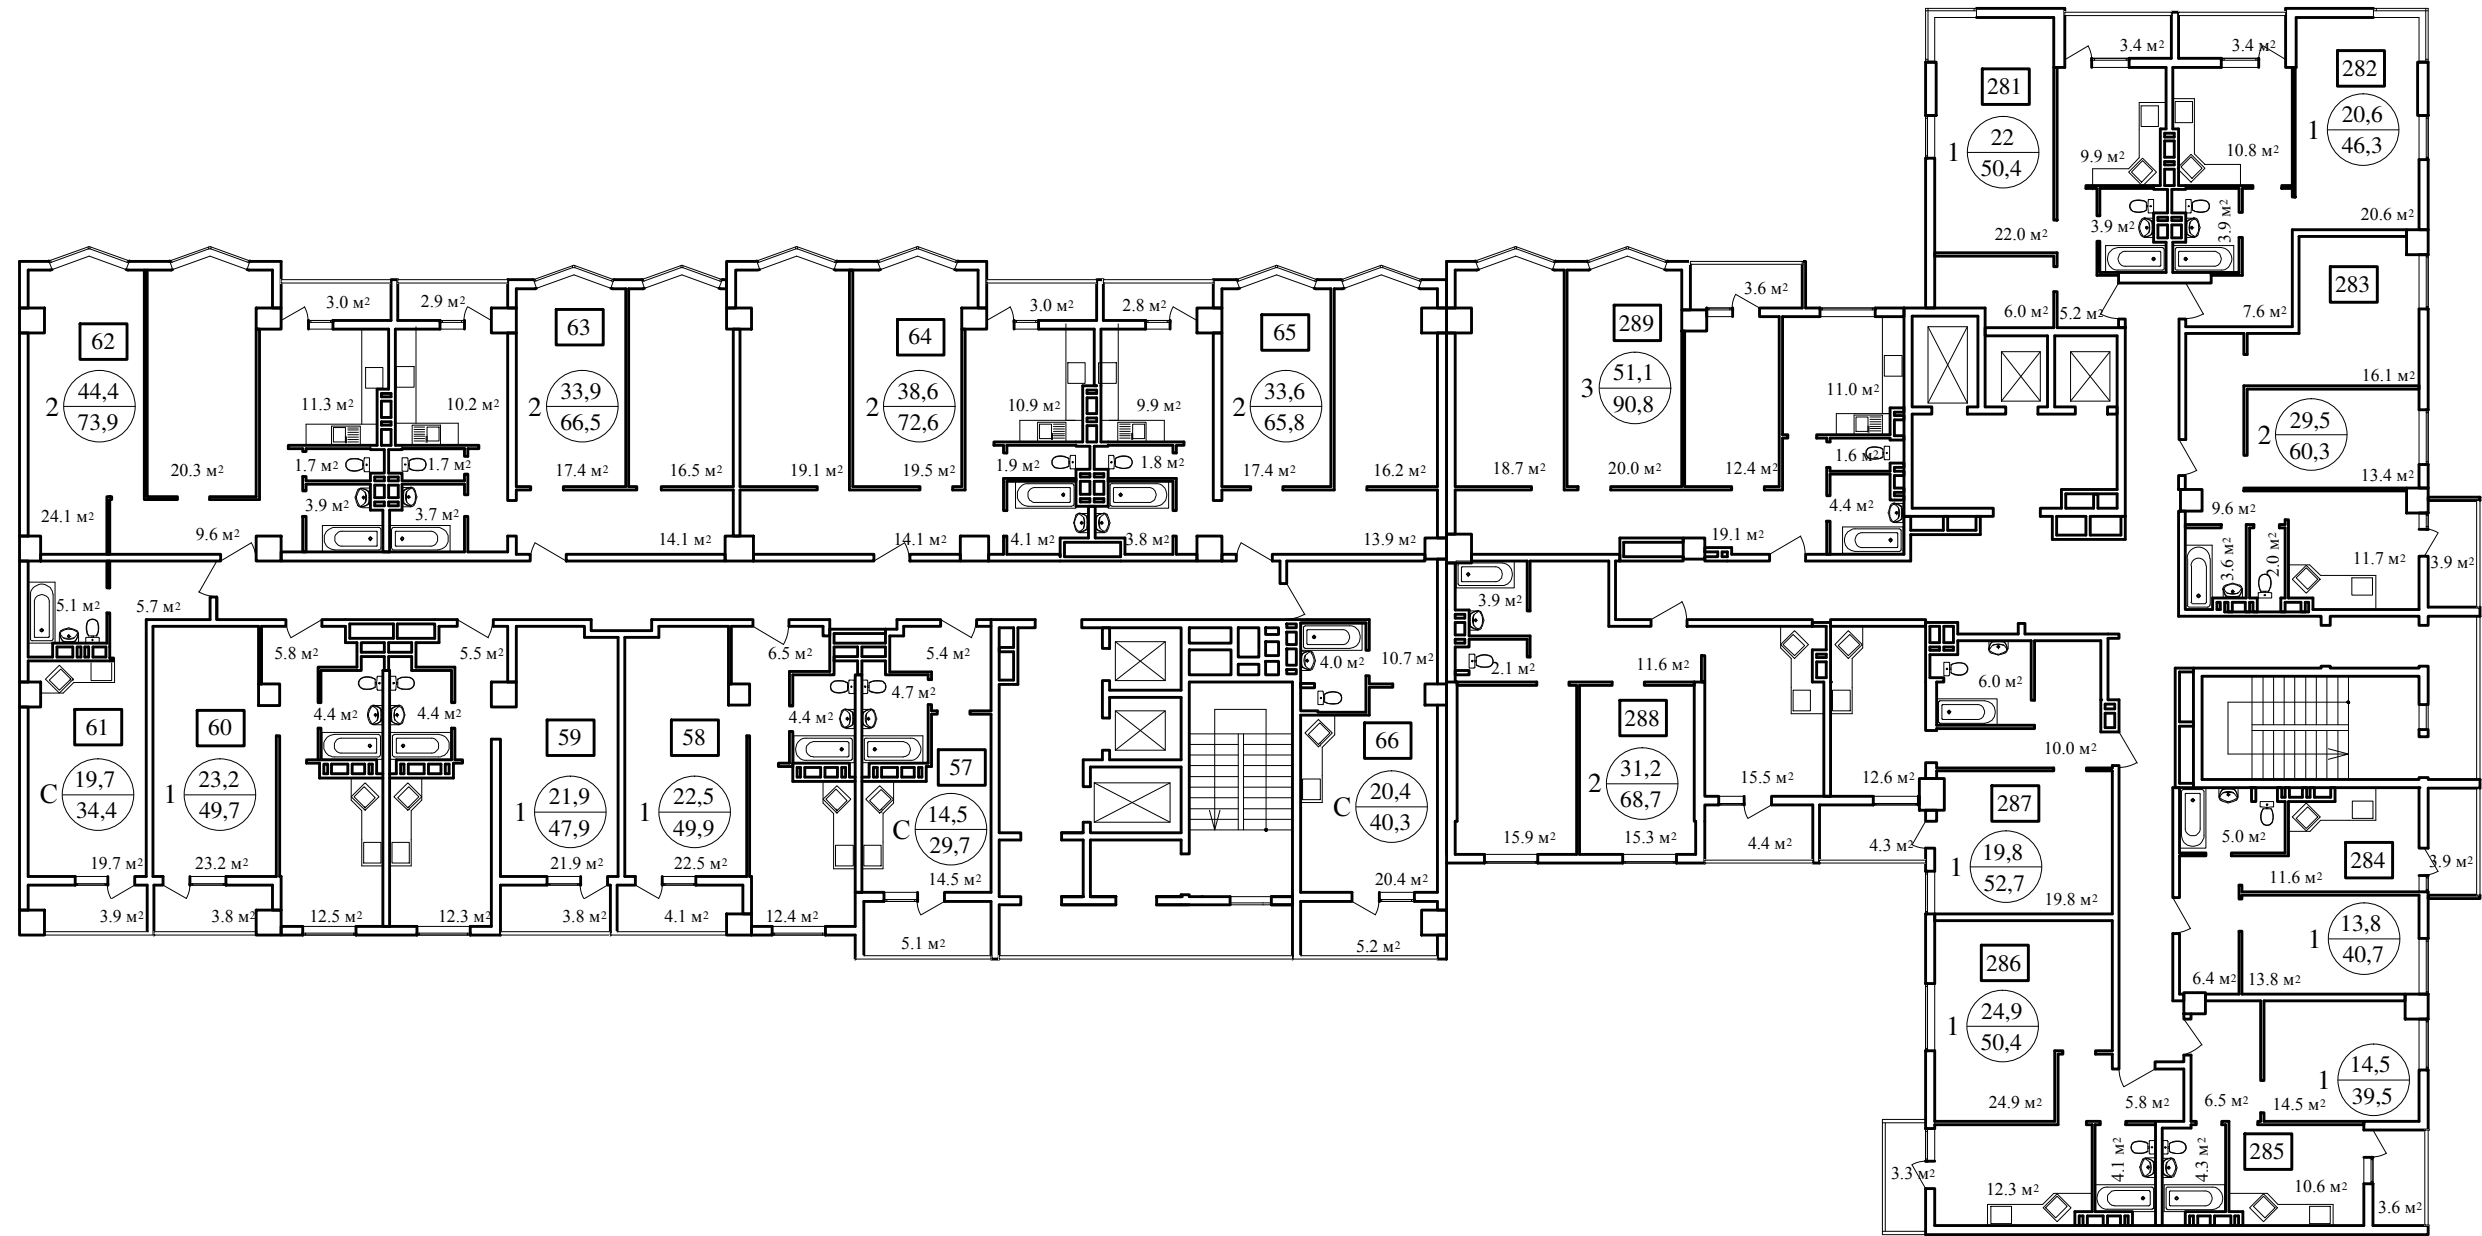 3.4 м²
3.4 м²
281
282
22
1
50,4
20,6
1
46,3
9.9 м²
10.8 м²
3.9 м²
3.9 м²
22.0 м²
20.6 м²
6.0 м²
5.2 м²
7.6 м²
283
16.1 м²
29,5
2
60,3
13.4 м²
9.6 м²
3.6 м²
2.0 м²
11.7 м²
3.9 м²
62
44,4
2
73,9
3.0 м²
2.9 м²
11.3 м²
10.2 м²
20.3 м²
24.1 м²
9.6 м²
1.7 м²
1.7 м²
3.9 м²
3.7 м²
63
33,9
2
66,5
17.4 м²
16.5 м²
14.1 м²
64
38,6
2
72,6
19.1 м²
19.5 м²
14.1 м²
3.0 м²
2.8 м²
10.9 м²
9.9 м²
1.9 м²
1.8 м²
4.1 м²
3.8 м²
65
33,6
2
65,8
17.4 м²
16.2 м²
13.9 м²
289
51,1
3
90,8
3.6 м²
11.0 м²
18.7 м²
20.0 м²
12.4 м²
1.6 м²
4.4 м²
19.1 м²
5.1 м²
5.7 м²
61
19,7
С
34,4
19.7 м²
3.9 м²
60
23,2
1
49,7
23.2 м²
3.8 м²
5.8 м²
5.5 м²
4.4 м²
4.4 м²
12.5 м²
12.3 м²
59
21,9
1
47,9
21.9 м²
3.8 м²
58
22,5
1
49,9
22.5 м²
4.1 м²
6.5 м²
5.4 м²
4.4 м²
4.7 м²
12.4 м²
57
14,5
С
29,7
14.5 м²
5.1 м²
4.0 м²
10.7 м²
66
20,4
С
40,3
20.4 м²
5.2 м²
3.9 м²
2.1 м²
11.6 м²
288
31,2
2
68,7
15.9 м²
15.3 м²
15.5 м²
12.6 м²
4.4 м²
4.3 м²
6.0 м²
10.0 м²
287
19,8
1
52,7
19.8 м²
5.0 м²
284
3.9 м²
11.6 м²
13,8
1
40,7
6.4 м²
13.8 м²
286
24,9
1
50,4
24.9 м²
5.8 м²
3.3 м²
12.3 м²
4.1 м²
14,5
1
39,5
6.5 м²
14.5 м²
4.3 м²
285
10.6 м²
3.6 м²